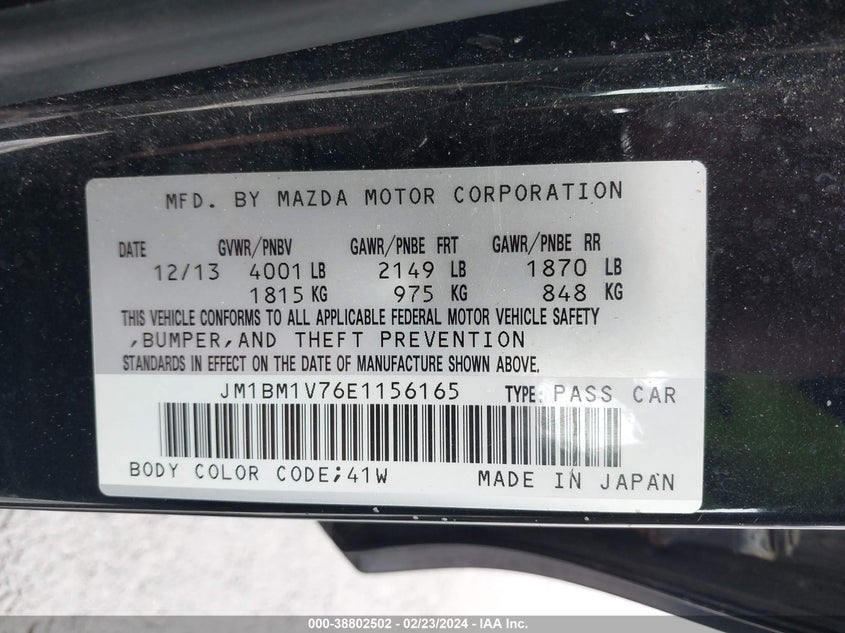 MFD. BY MAZDA MOTOR CORPORATION
DATE GVWR/PNBV GAWR/PNBE FRT GAWR/PNBE RR
12/13 4001 LB 2149 LB 1870 LB
1815 KG 975 KG 848 KG
THIS VEHICLE CONFORMS TO ALL APPLICABLE FEDERAL MOTOR VEHICLE SAFETY
,BUMPER,AND THEFT PREVENTION
STANDARDS IN EFFECT ON THE DATE OF MANUFACTURE SHOWN ABOVE.
JM1BM1V76E1156165 TYPE: PASS CAR
BODY COLOR CODE;41W MADE IN JAPAN
000-38802502 - 02/23/2024 - IAA Inc.